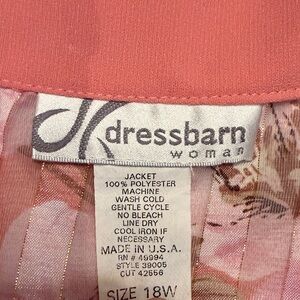 dressbarn
woman
JACKET
100% POLYESTER
MACHINE
WASH COLD
GENTLE CYCLE
NO BLEACH
LINE DRY
COOL IRON IF
NECESSARY
MADE IN U.S.A.
RN # 49994
STYLE 39005
CUT 42656
SIZE 18W